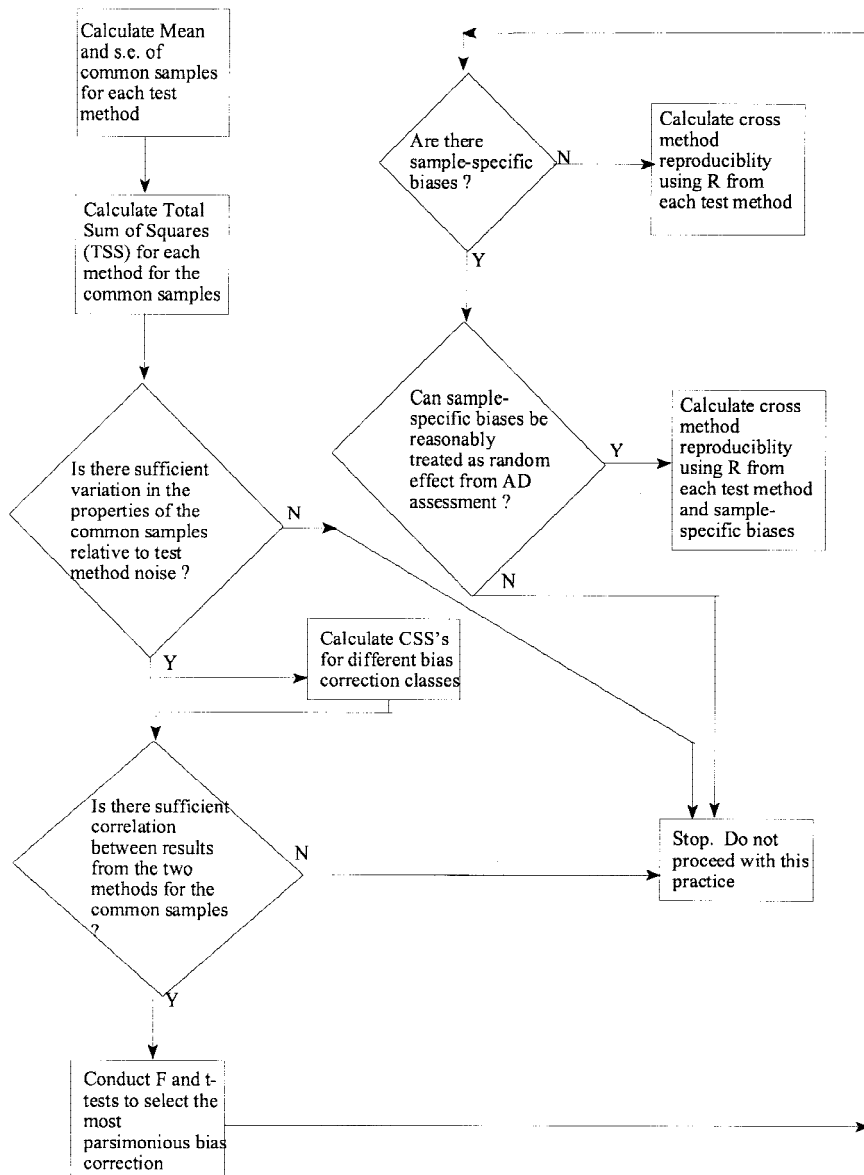 Calculate Mean
and s.e. of
common samples
for each test
method
Calculate Total
Sum of Squares
(TSS) for each
method for the
common samples
Is there sufficient
variation in the
properties of the
common samples
relative to test
method noise ?
N
Y
Calculate CSS's
for different bias
correction classes
Is there sufficient
correlation
between results
from the two
methods for the
common samples
?
N
Y
Conduct F and t-
tests to select the
most
parsimonious bias
correction
Are there
sample-specific
biases ?
N
Y
Calculate cross
method
reproduciblity
using R from
each test method
Can sample-
specific biases be
reasonably
treated as random
effect from AD
assessment ?
Y
N
Calculate cross
method
reproduciblity
using R from
each test method
and sample-
specific biases
Stop. Do not
proceed with this
practice